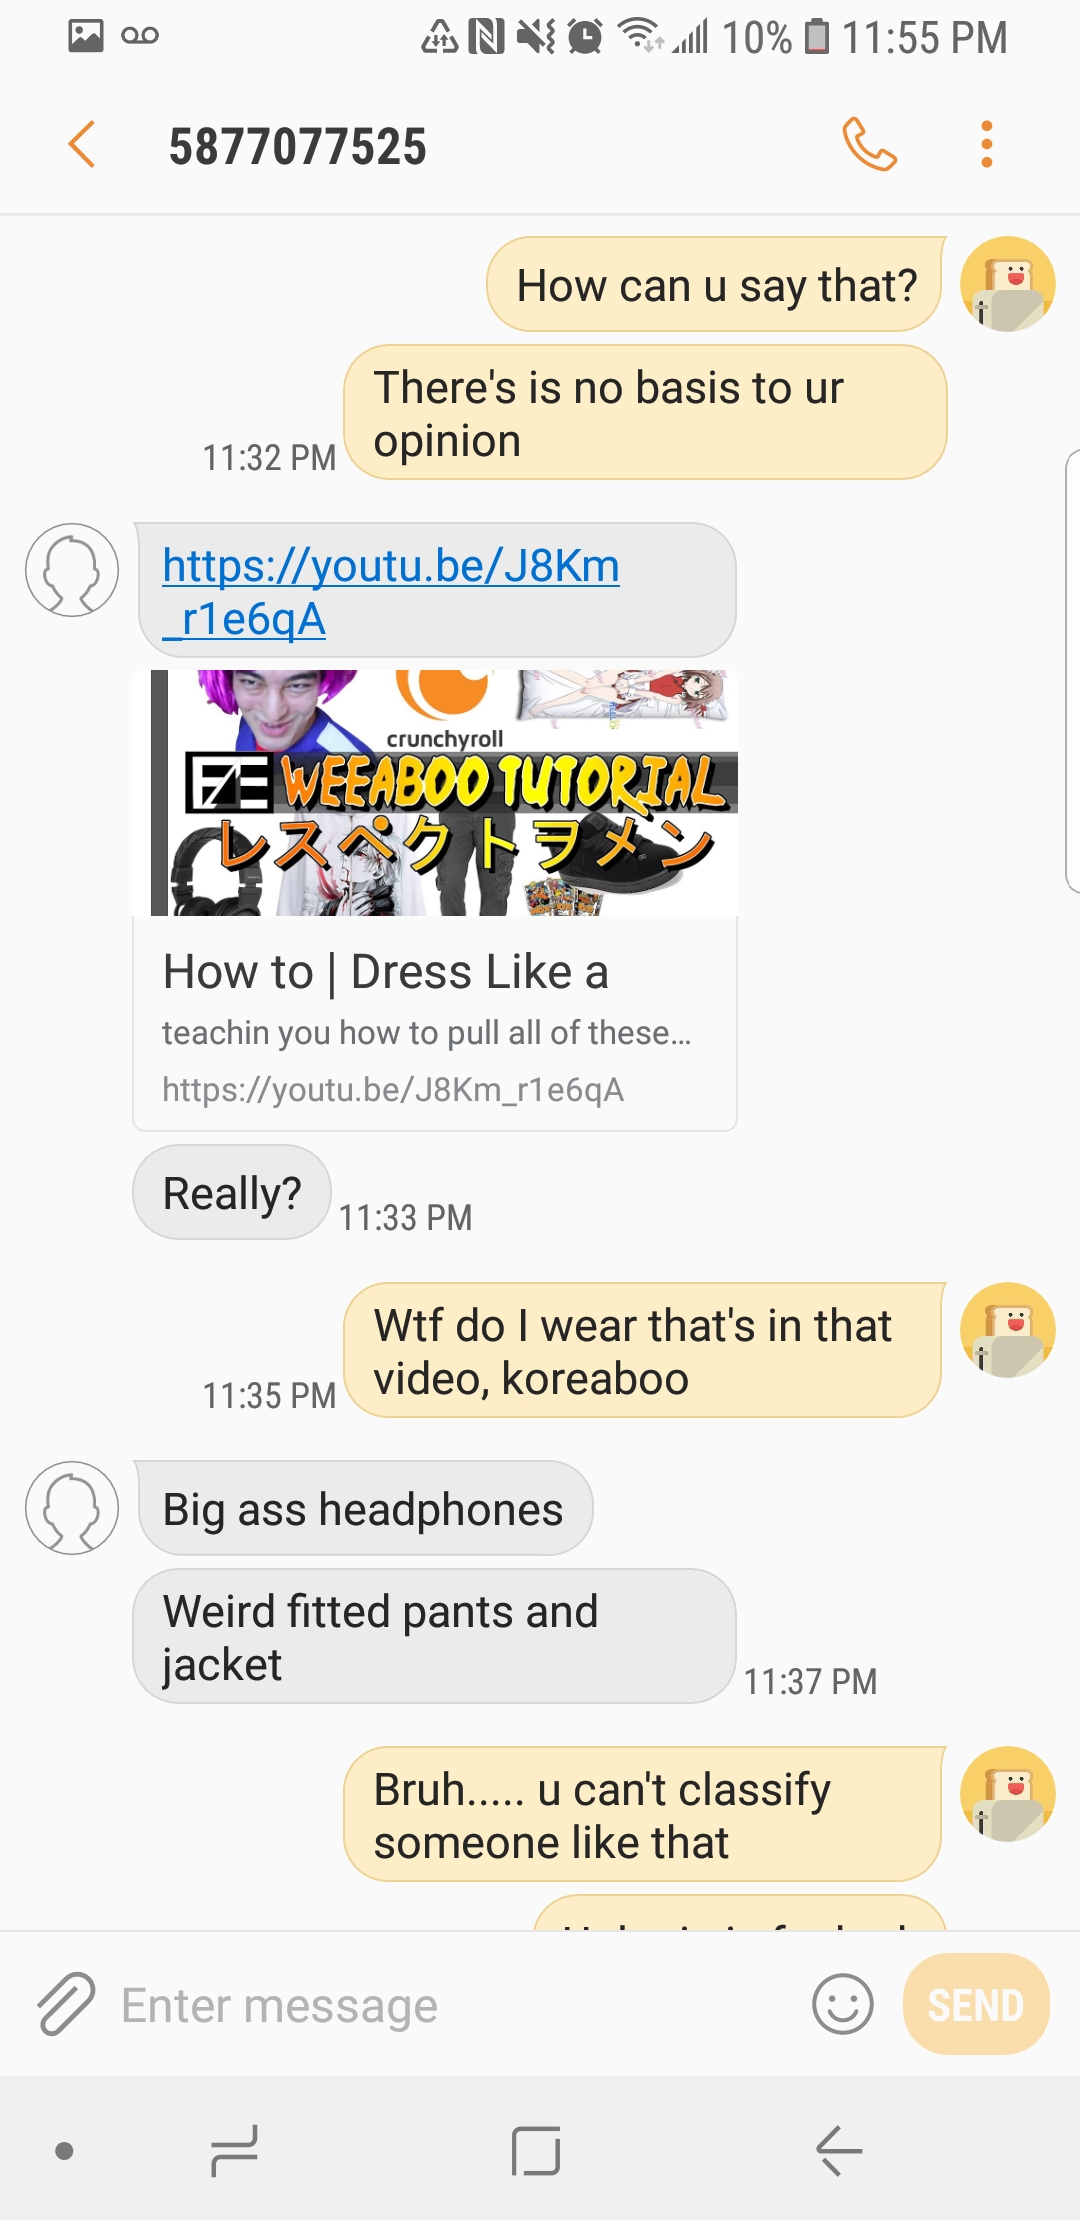 10% 11:55 PM
5877077525
How can u say that?
There's is no basis to ur
opinion
11:32 PM
https://youtu.be/J8Km
_r1e6qA
crunchyroll
WEEABOO TUTORIAL
レスペクトヲメン
How to | Dress Like a
teachin you how to pull all of these...
https://youtu.be/J8Km_r1e6qA
Really?
11:33 PM
Wtf do I wear that's in that
video, koreaboo
11:35 PM
Big ass headphones
Weird fitted pants and
jacket
11:37 PM
Bruh..... u can't classify
someone like that
Enter message
SEND